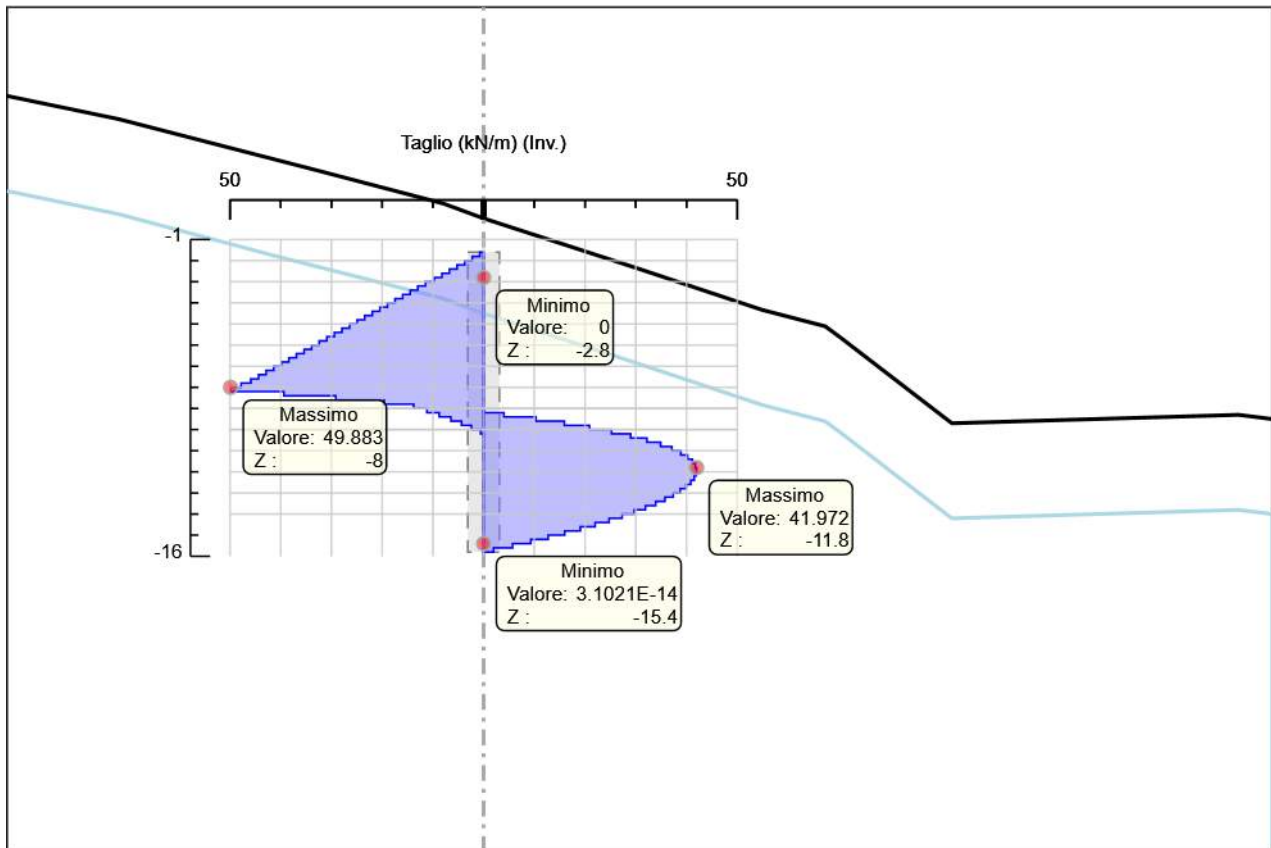 Taglio (kN/m) (Inv.)
50
50
-1
Minimo
Valore: 0
Z : -2.8
Massimo
Valore: 49.883
Z : -8
Massimo
Valore: 41.972
Z : -11.8
-16
Minimo
Valore: 3.1021E-14
Z : -15.4